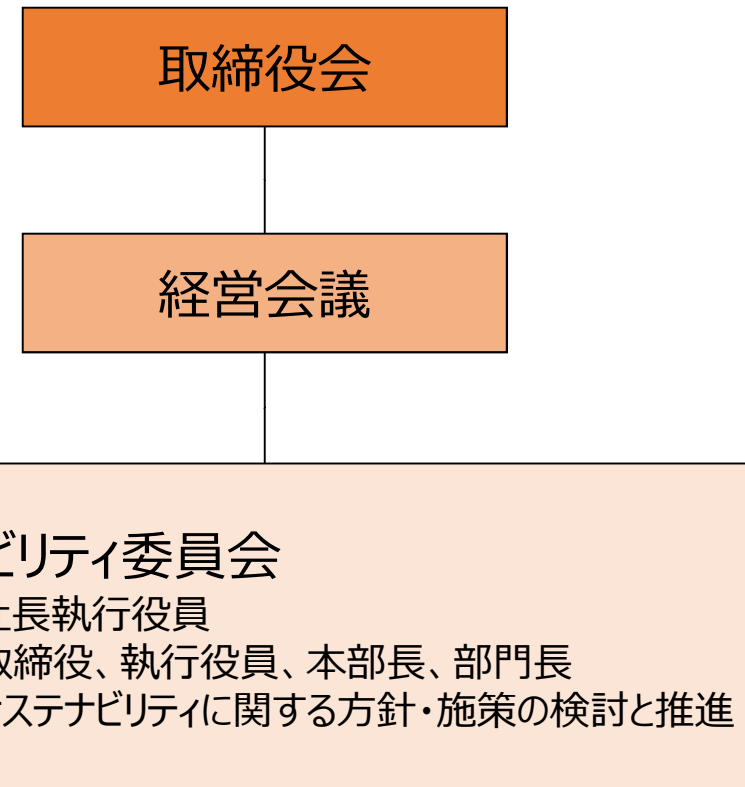 取締役会
経営会議
ビリティ委員会
長執行役員
取締役、執行役員、本部長、部門長
ステナビリティに関する方針・施策の検討と推進